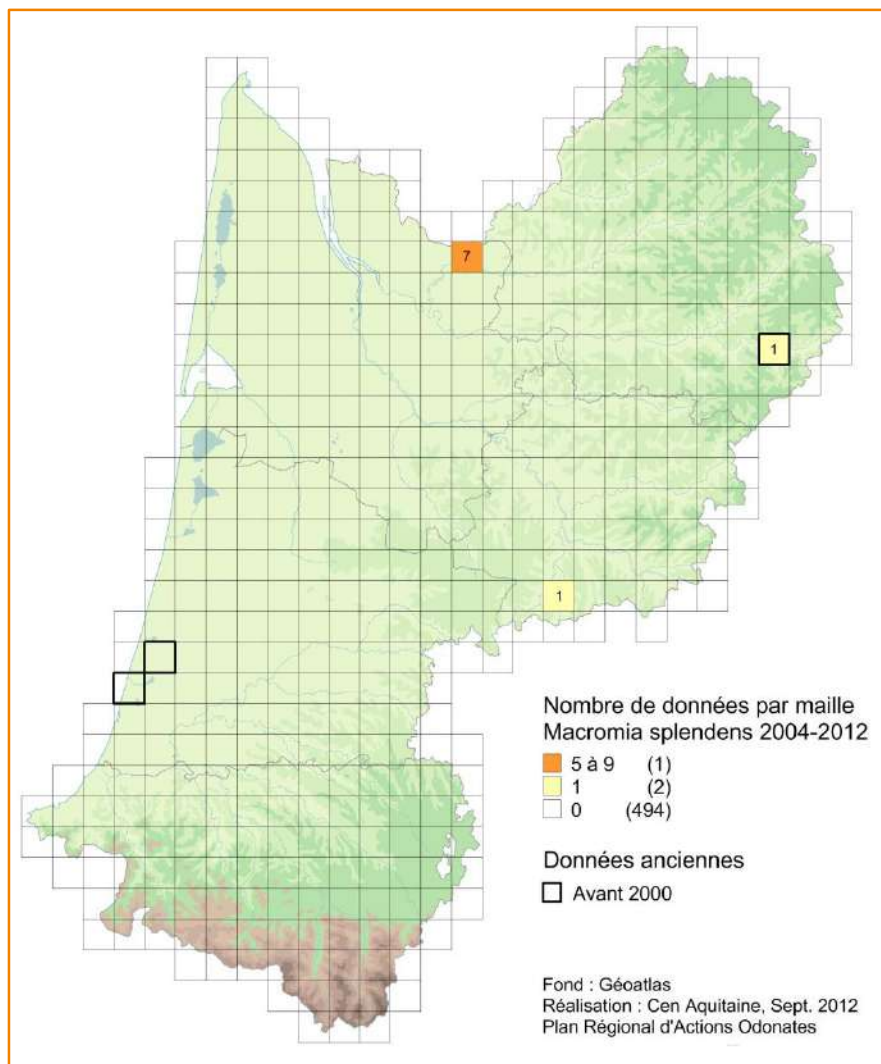 7
1
1
Nombre de données par maille
Macromia splendens 2004-2012
5 à 9 (1)
1 (2)
0 (494)
Données anciennes
Avant 2000
Fond : Géoatlas
Réalisation : Cen Aquitaine, Sept. 2012
Plan Régional d'Actions Odonates